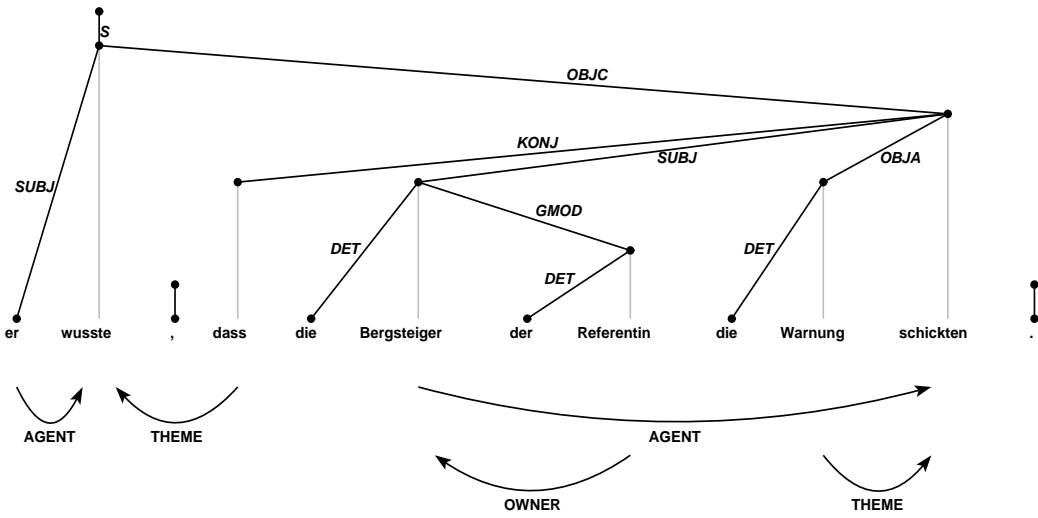 S
OBJC
KONJ
SUBJ
OBJA
SUBJ
GMOD
DET
DET
DET
er wusste , dass die Bergsteiger der Referentin die Warnung schickten .
AGENT THEME AGENT
OWNER THEME